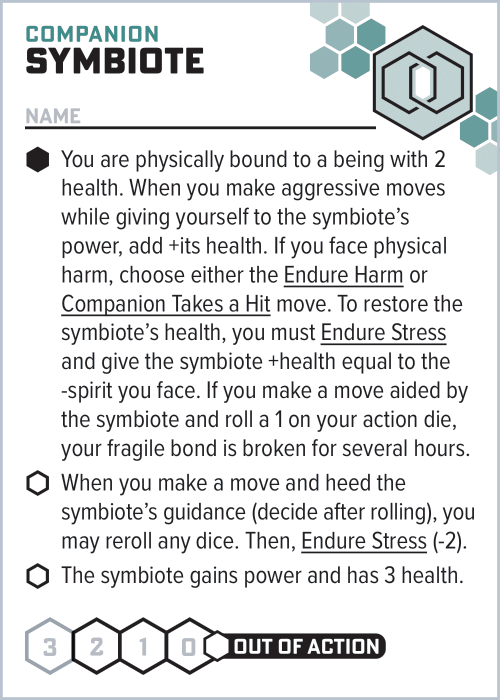 COMPANION
SYMBIOTE
NAME
You are physically bound to a being with 2
health. When you make aggressive moves
while giving yourself to the symbiote’s
power, add +its health. If you face physical
harm, choose either the Endure Harm or
Companion Takes a Hit move. To restore the
symbiote’s health, you must Endure Stress
and give the symbiote +health equal to the
-spirit you face. If you make a move aided by
the symbiote and roll a 1 on your action die,
your fragile bond is broken for several hours.
When you make a move and heed the
symbiote’s guidance (decide after rolling), you
may reroll any dice. Then, Endure Stress (-2).
The symbiote gains power and has 3 health.
3 2 1 0 OUT OF ACTION